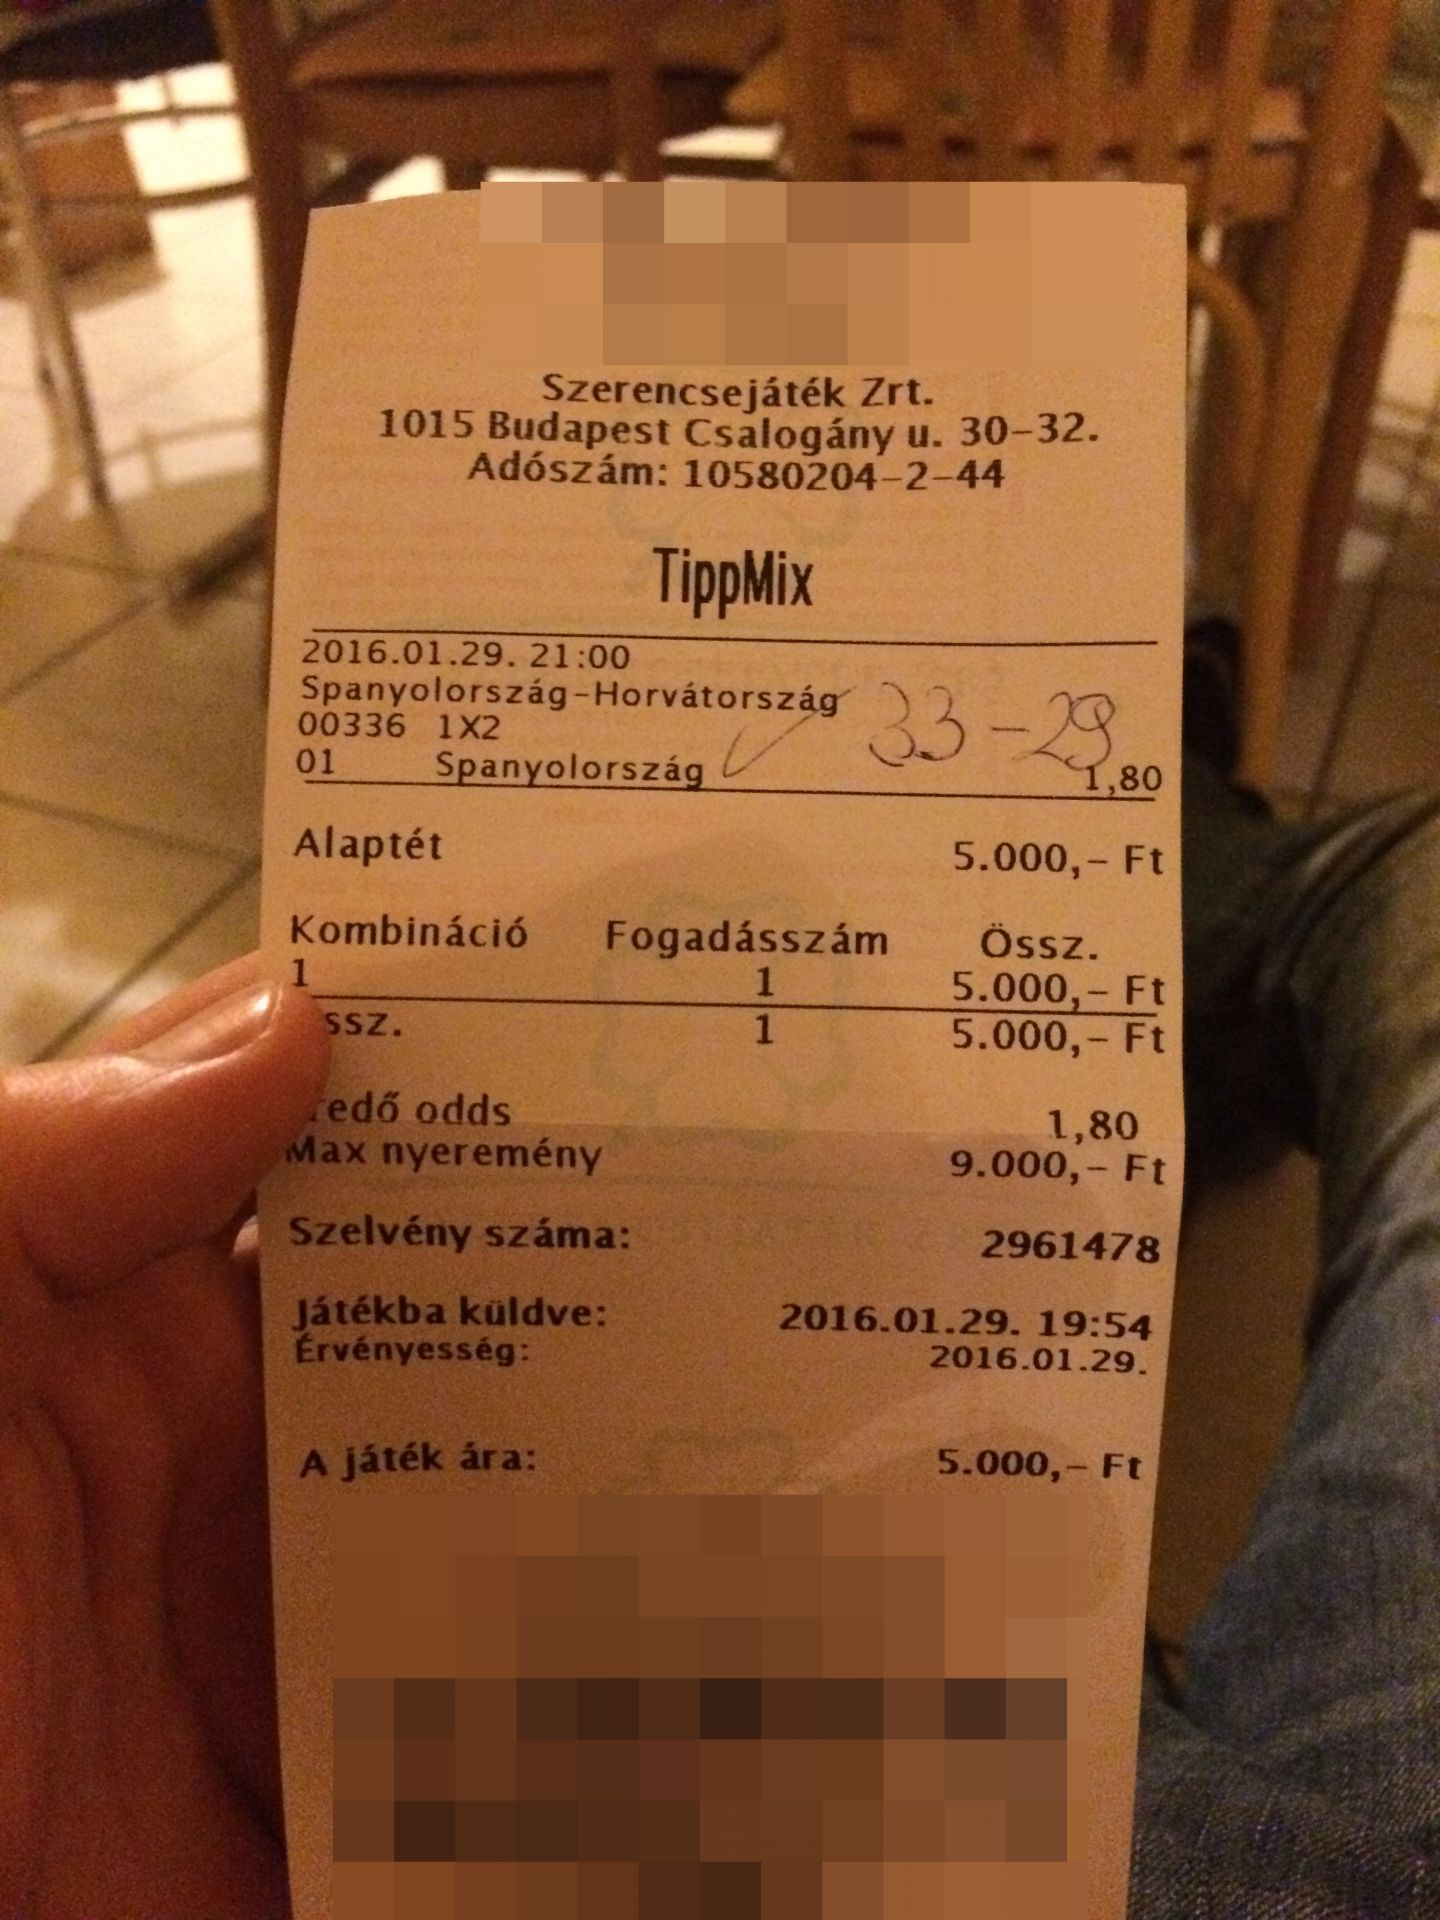 Szerencsejáték Zrt.
1015 Budapest Csalogány u. 30-32.
Adószám: 10580204-2-44
TippMix
2016.01.29. 21:00
Spanyolország-Horvátország
33-29
00336 1X2
01 Spanyolország 1,80
Alaptét 5.000,- Ft
Kombináció Fogadásszám Össz.
1 1 5.000,- Ft
ssz. 1 5.000,- Ft
redő odds 1,80
Max nyeremény 9.000,- Ft
Szelvény száma: 2961478
Játékba küldve: 2016.01.29. 19:54
Érvényesség: 2016.01.29.
A játék ára: 5.000,- Ft